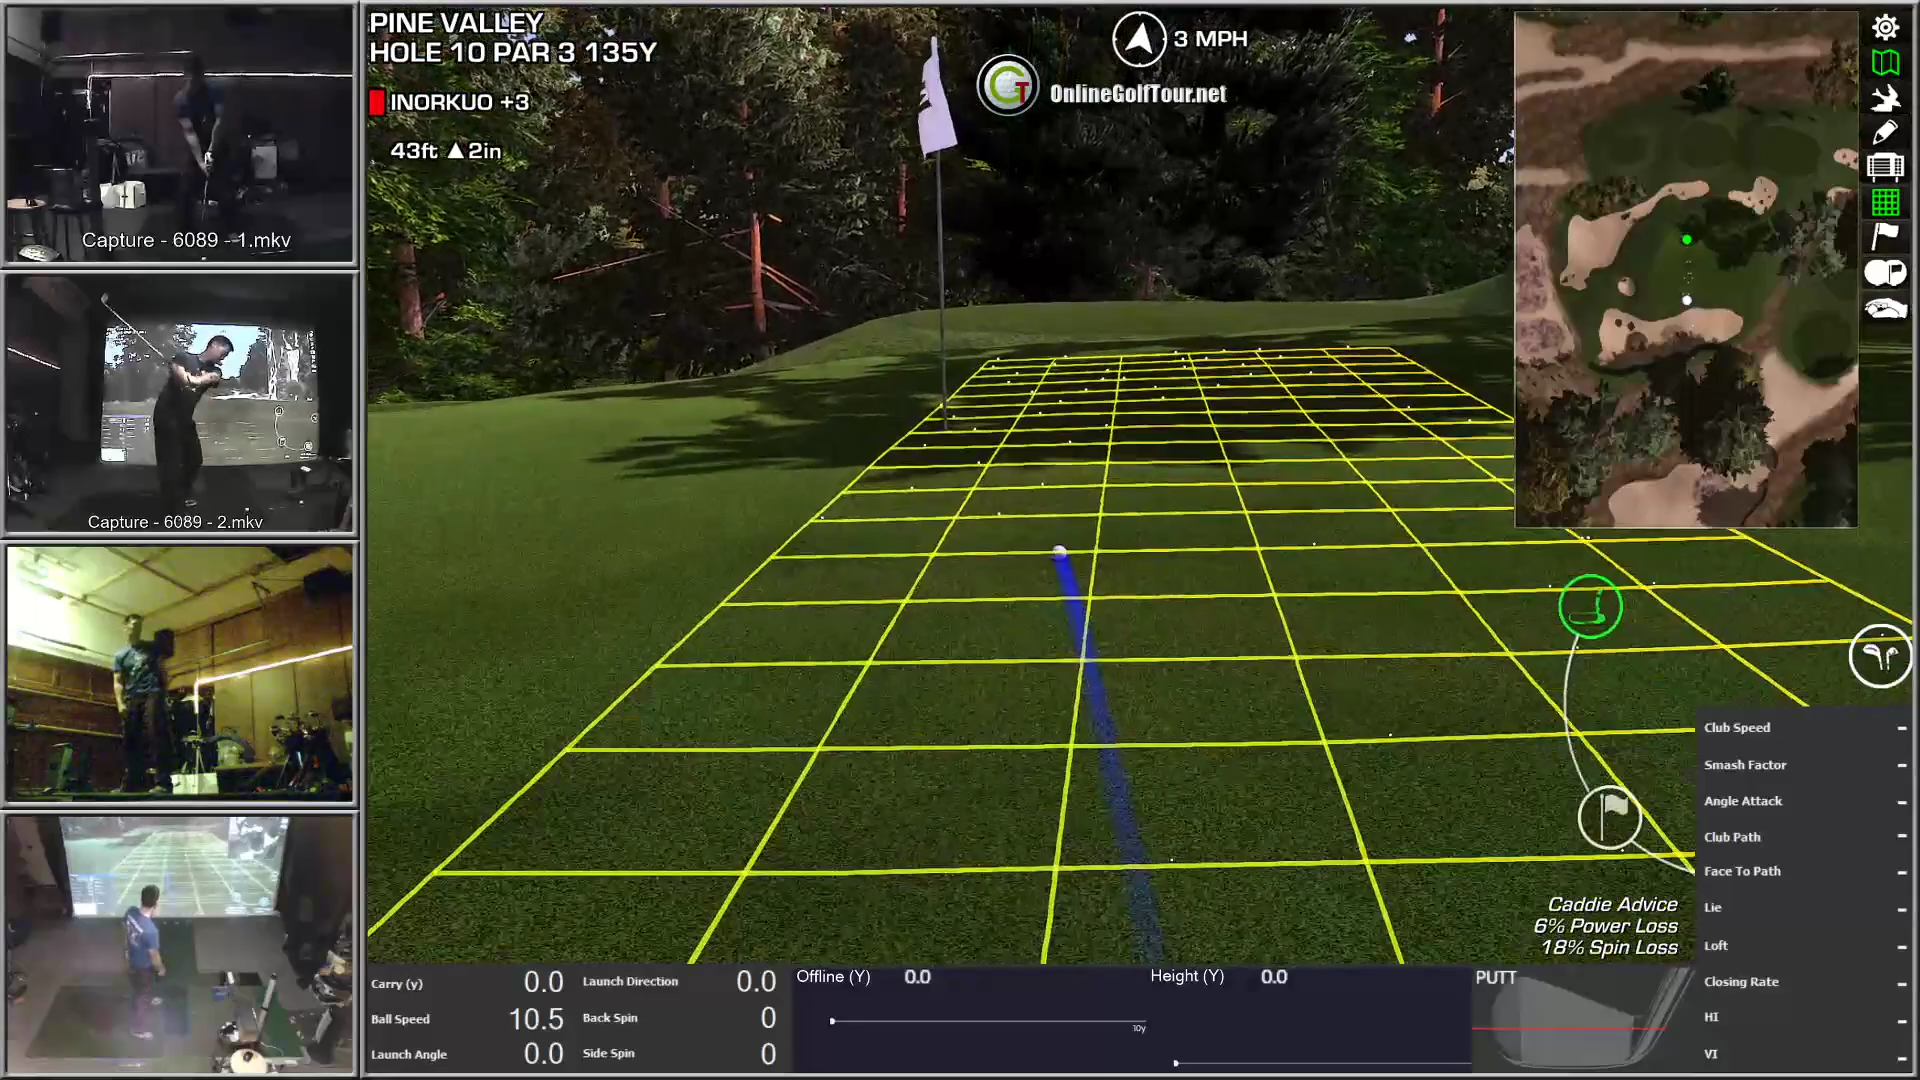 PINE VALLEY
HOLE 10 PAR 3 135Y
INORKUO +3
43ft ▲2in
3 MPH
GT
OnlineGolfTour.net
Capture - 6089 - 1.mkv
Capture - 6089 - 2.mkv
Club Speed -
Smash Factor -
Angle Attack -
Club Path -
Face To Path -
Lie -
Loft -
Closing Rate -
HI -
VI -
Caddie Advice
6% Power Loss
18% Spin Loss
Carry (y) 0.0 Launch Direction 0.0
Ball Speed 10.5 Back Spin 0
Launch Angle 0.0 Side Spin 0
Offline (Y) 0.0
10y
Height (Y) 0.0
PUTT